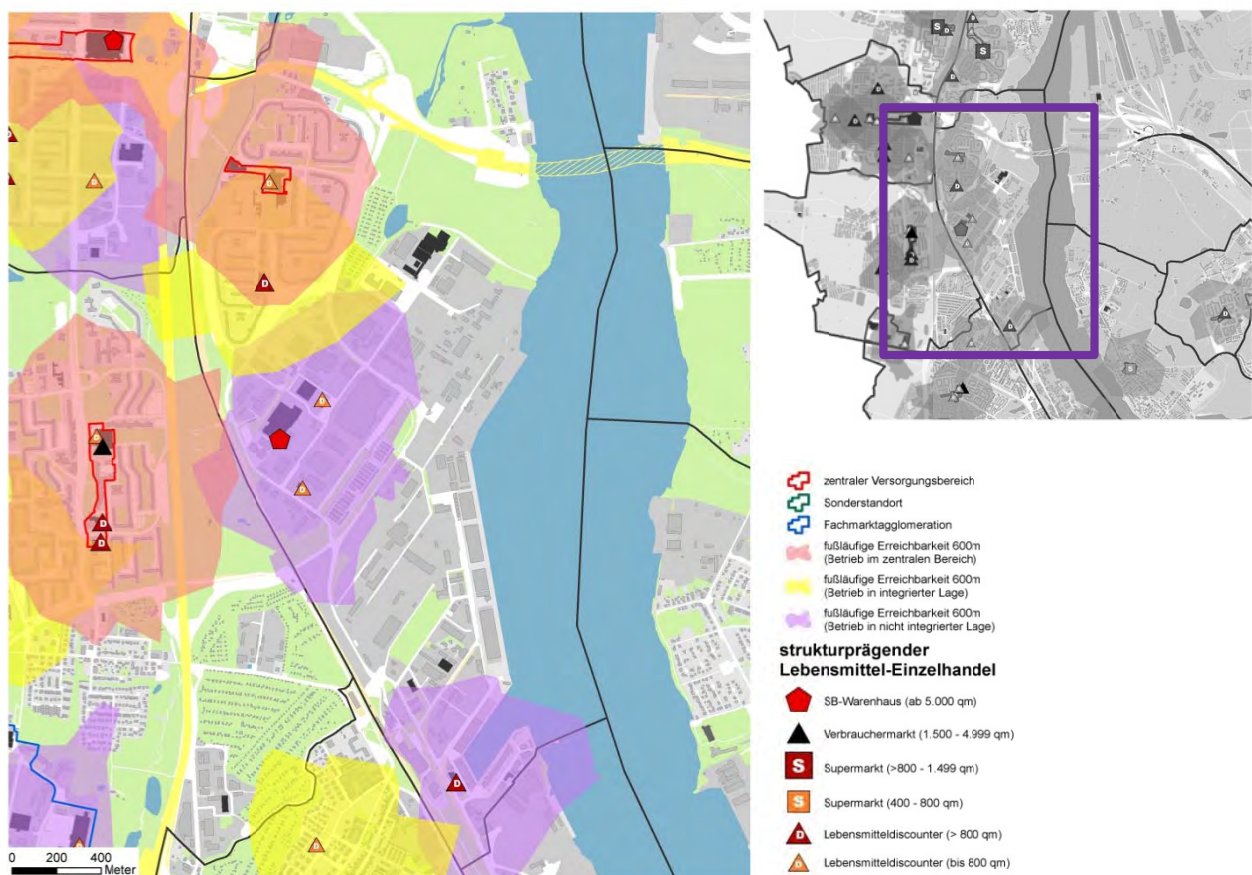 D
D
D
D
D
D
D
D
D
D
D
D
D
0 200 400
Meter
D
D
S
S
D
D
D
D
D
D
D
D
D
zentraler Versorgungsbereich
Sonderstandort
Fachmarktagglomeration
fußläufige Erreichbarkeit 600m
(Betrieb im zentralen Bereich)
fußläufige Erreichbarkeit 600m
(Betrieb in integrierter Lage)
fußläufige Erreichbarkeit 600m
(Betrieb in nicht integrierter Lage)
strukturprägender
Lebensmittel-Einzelhandel
SB-Warenhaus (ab 5.000 qm)
Verbrauchermarkt (1.500 - 4.999 qm)
S Supermarkt (>800 - 1.499 qm)
S Supermarkt (400 - 800 qm)
D Lebensmitteldiscounter (> 800 qm)
D Lebensmitteldiscounter (bis 800 qm)